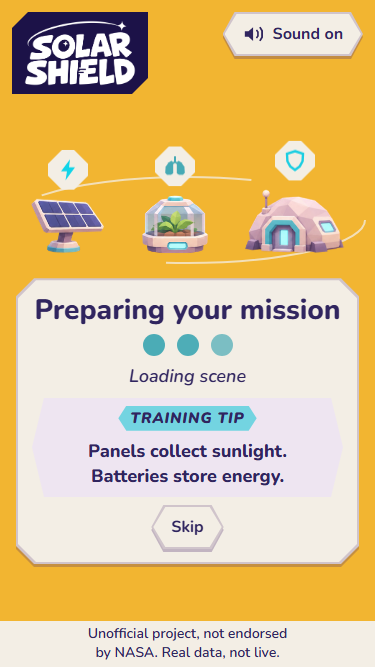 SOLAR
SHIELD
Sound on
Preparing your mission
Loading scene
TRAINING TIP
Panels collect sunlight.
Batteries store energy.
Skip
Unofficial project, not endorsed
by NASA. Real data, not live.